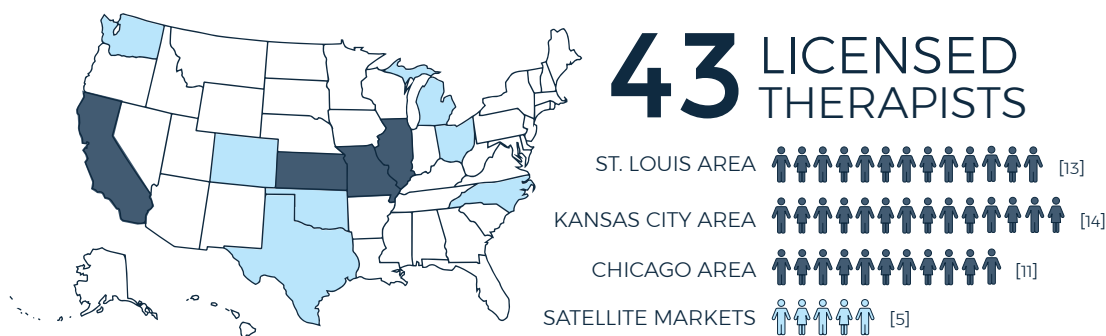 43 LICENSED
THERAPISTS
ST. LOUIS AREA [13]
KANSAS CITY AREA [14]
CHICAGO AREA [11]
SATELLITE MARKETS [5]